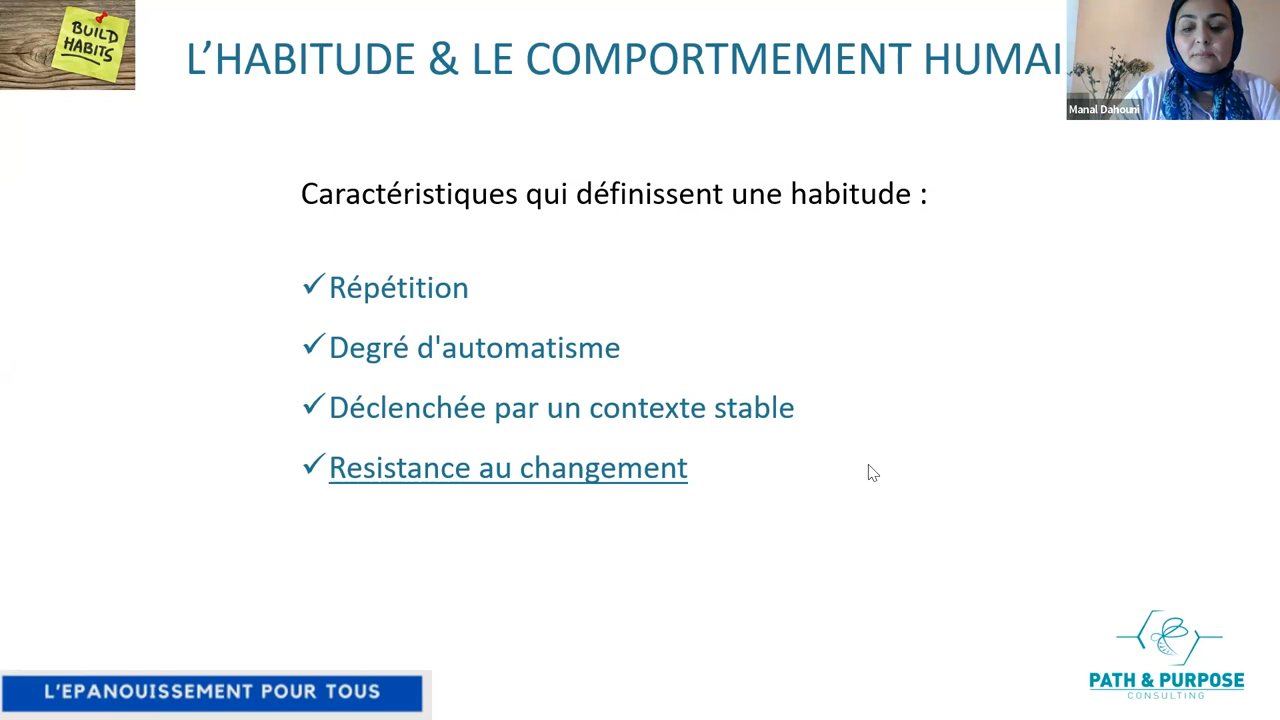 BUILD
HABITS
L’HABITUDE & LE COMPORTMEMENT HUMAI
Manal Dahouni
Caractéristiques qui définissent une habitude :
✓Répétition
✓Degré d'automatisme
✓Déclenchée par un contexte stable
✓Resistance au changement
L’EPANOUISSEMENT POUR TOUS
PATH & PURPOSE
CONSULTING